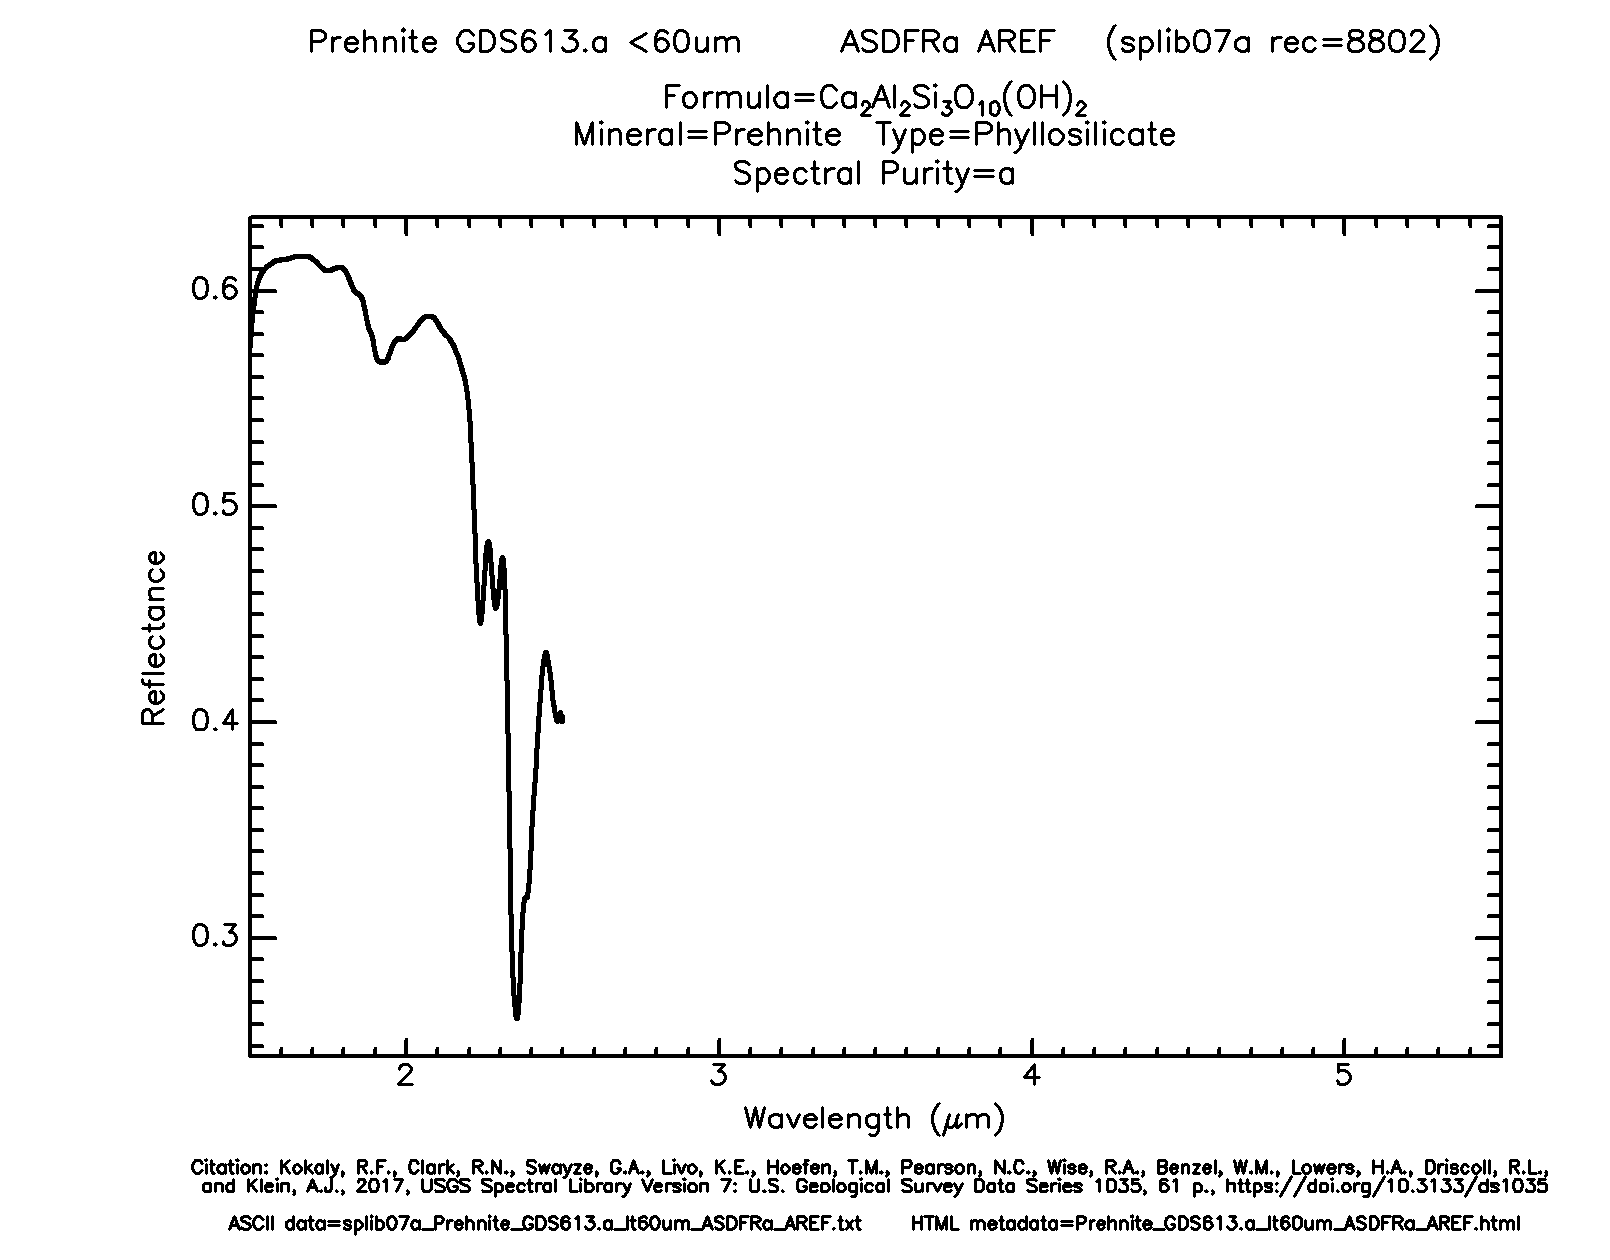 Prehnite GDS613.a <60um ASDFRa AREF (splib07a rec=8802)
Formula=Ca₂Al₂Si₃O₁₀(OH)₂
Mineral=Prehnite Type=Phyllosilicate
Spectral Purity=a
0.6
0.5
0.4
0.3
Reflectance
2 3 4 5
Wavelength (μm)
Citation: Kokaly, R.F., Clark, R.N., Swayze, G.A., Livo, K.E., Hoefen, T.M., Pearson, N.C., Wise, R.A., Benzel, W.M., Lowers, H.A., Driscoll, R.L.,
and Klein, A.J., 2017, USGS Spectral Library Version 7: U.S. Geological Survey Data Series 1035, 61 p., https://doi.org/10.3133/ds1035
ASCII data=splib07a_Prehnite_GDS613.a_lt60um_ASDFRa_AREF.txt HTML metadata=Prehnite_GDS613.a_lt60um_ASDFRa_AREF.html